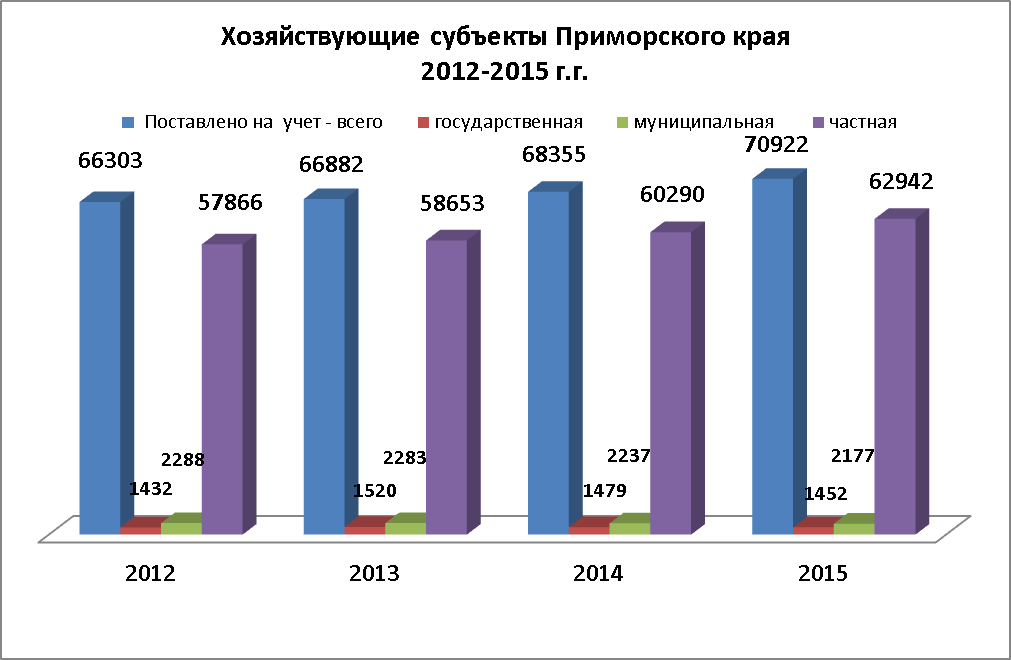 Хозяйствующие субъекты Приморского края
2012-2015 г.г.
Поставлено на учет - всего государственная муниципальная частная
66303 57866 66882 58653 68355 60290 70922 62942
2288 2283 2237 2177
1432 1520 1479 1452
2012 2013 2014 2015